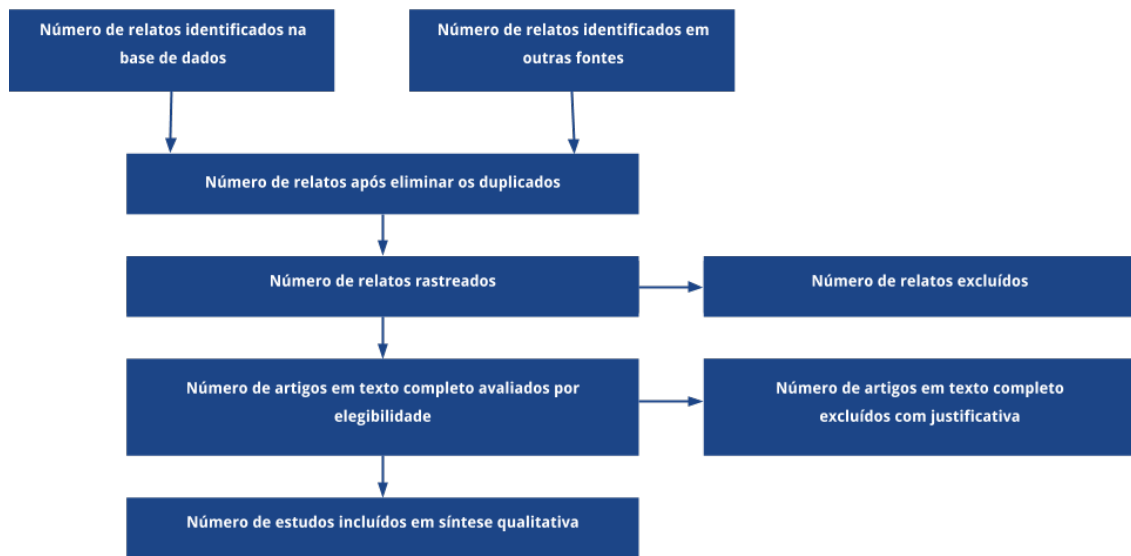 Número de relatos identificados na
base de dados
Número de relatos identificados em
outras fontes
Número de relatos após eliminar os duplicados
Número de relatos rastreados
Número de relatos excluídos
Número de artigos em texto completo avaliados por
elegibilidade
Número de artigos em texto completo
excluídos com justificativa
Número de estudos incluídos em síntese qualitativa